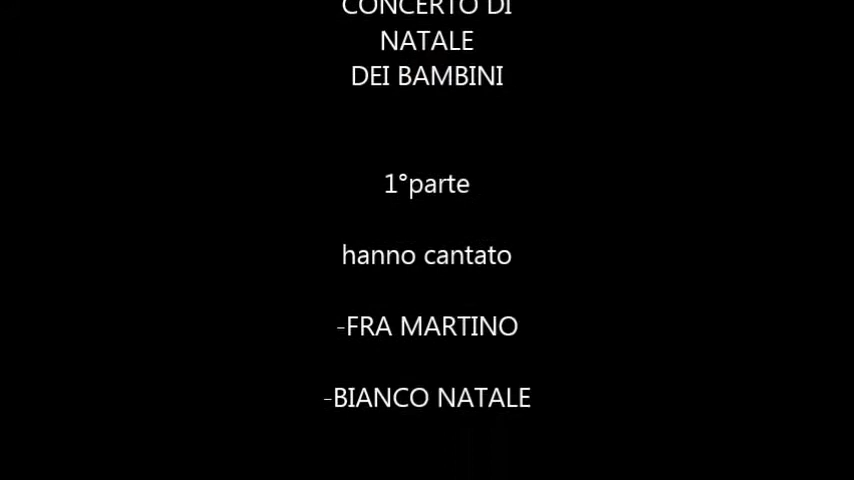 CONCERTO DI
NATALE
DEI BAMBINI
1°parte
hanno cantato
-FRA MARTINO
-BIANCO NATALE